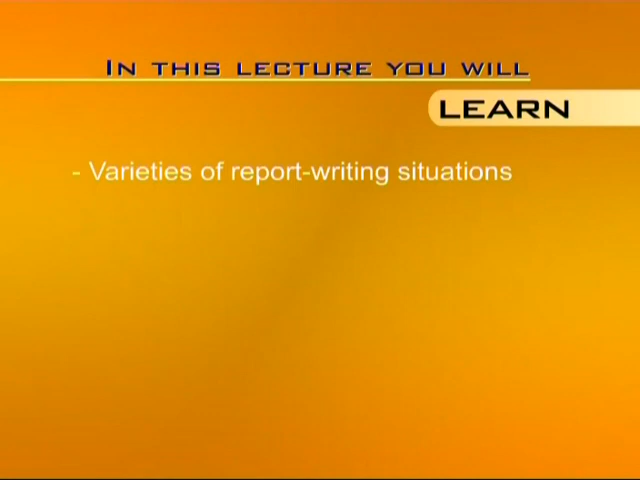 In this lecture you will
LEARN
- Varieties of report-writing situations